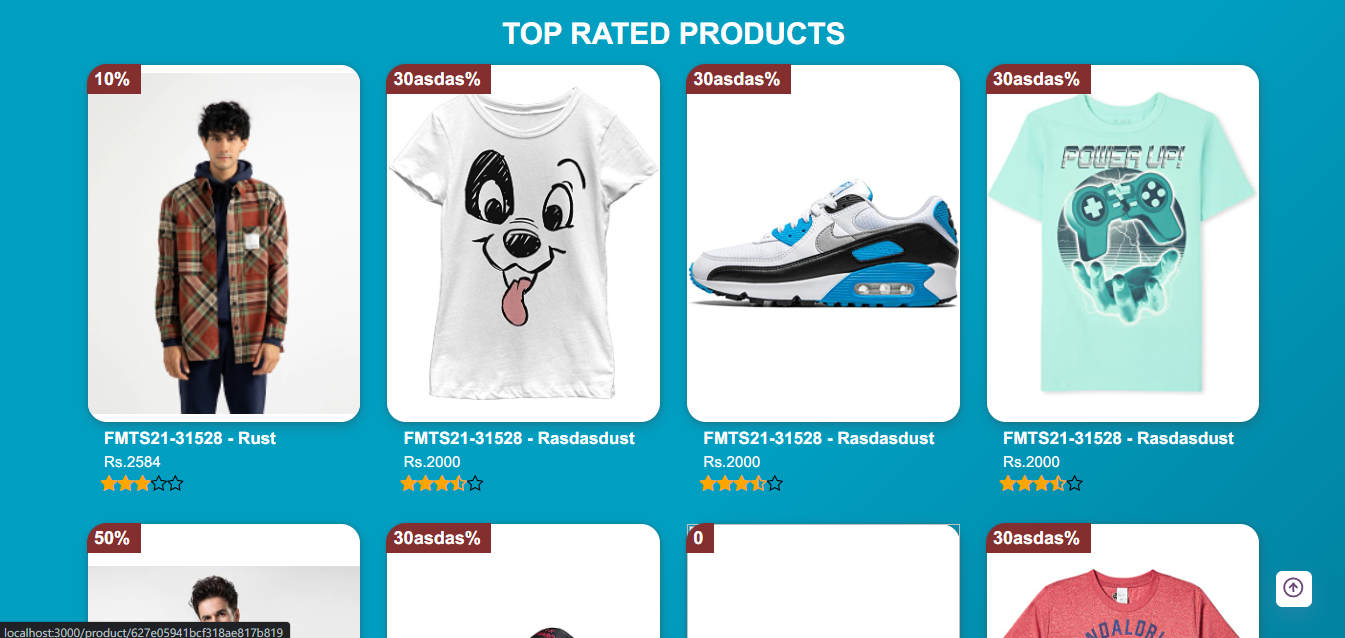 TOP RATED PRODUCTS
10%
30asdas%
30asdas%
30asdas%
POWER UP!
FMTS21-31528 - Rust
FMTS21-31528 - Rasdasdust
FMTS21-31528 - Rasdasdust
FMTS21-31528 - Rasdasdust
Rs.2584
Rs.2000
Rs.2000
Rs.2000
50%
30asdas%
0
30asdas%
localhost:3000/product/627e05941bcf318ae817b819